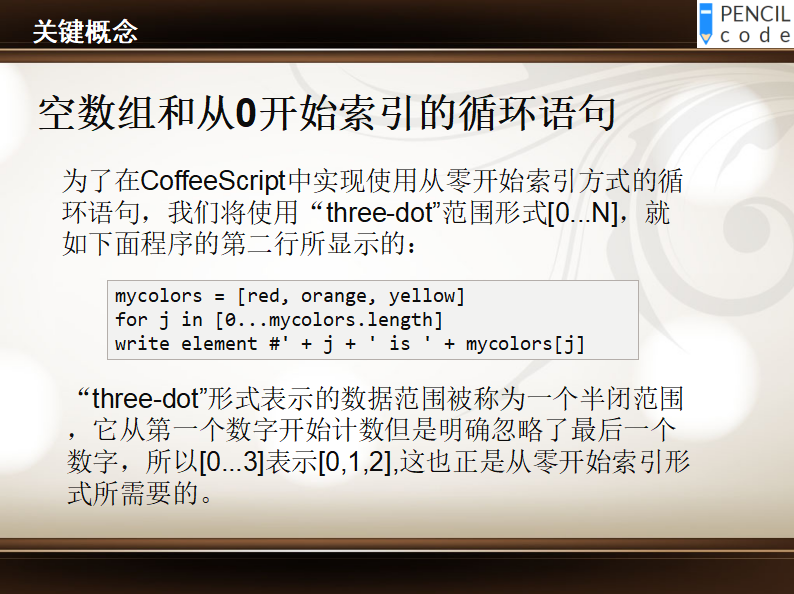 关键概念
PENCIL
code
空数组和从0开始索引的循环语句
为了在CoffeeScript中实现使用从零开始索引方式的循
环语句，我们将使用“three-dot”范围形式[0...N]，就
如下面程序的第二行所显示的：
mycolors = [red, orange, yellow]
for j in [0...mycolors.length]
write element #' + j + ' is ' + mycolors[j]
“three-dot”形式表示的数据范围被称为一个半闭范围
，它从第一个数字开始计数但是明确忽略了最后一个
数字，所以[0...3]表示[0,1,2],这也正是从零开始索引形
式所需要的。